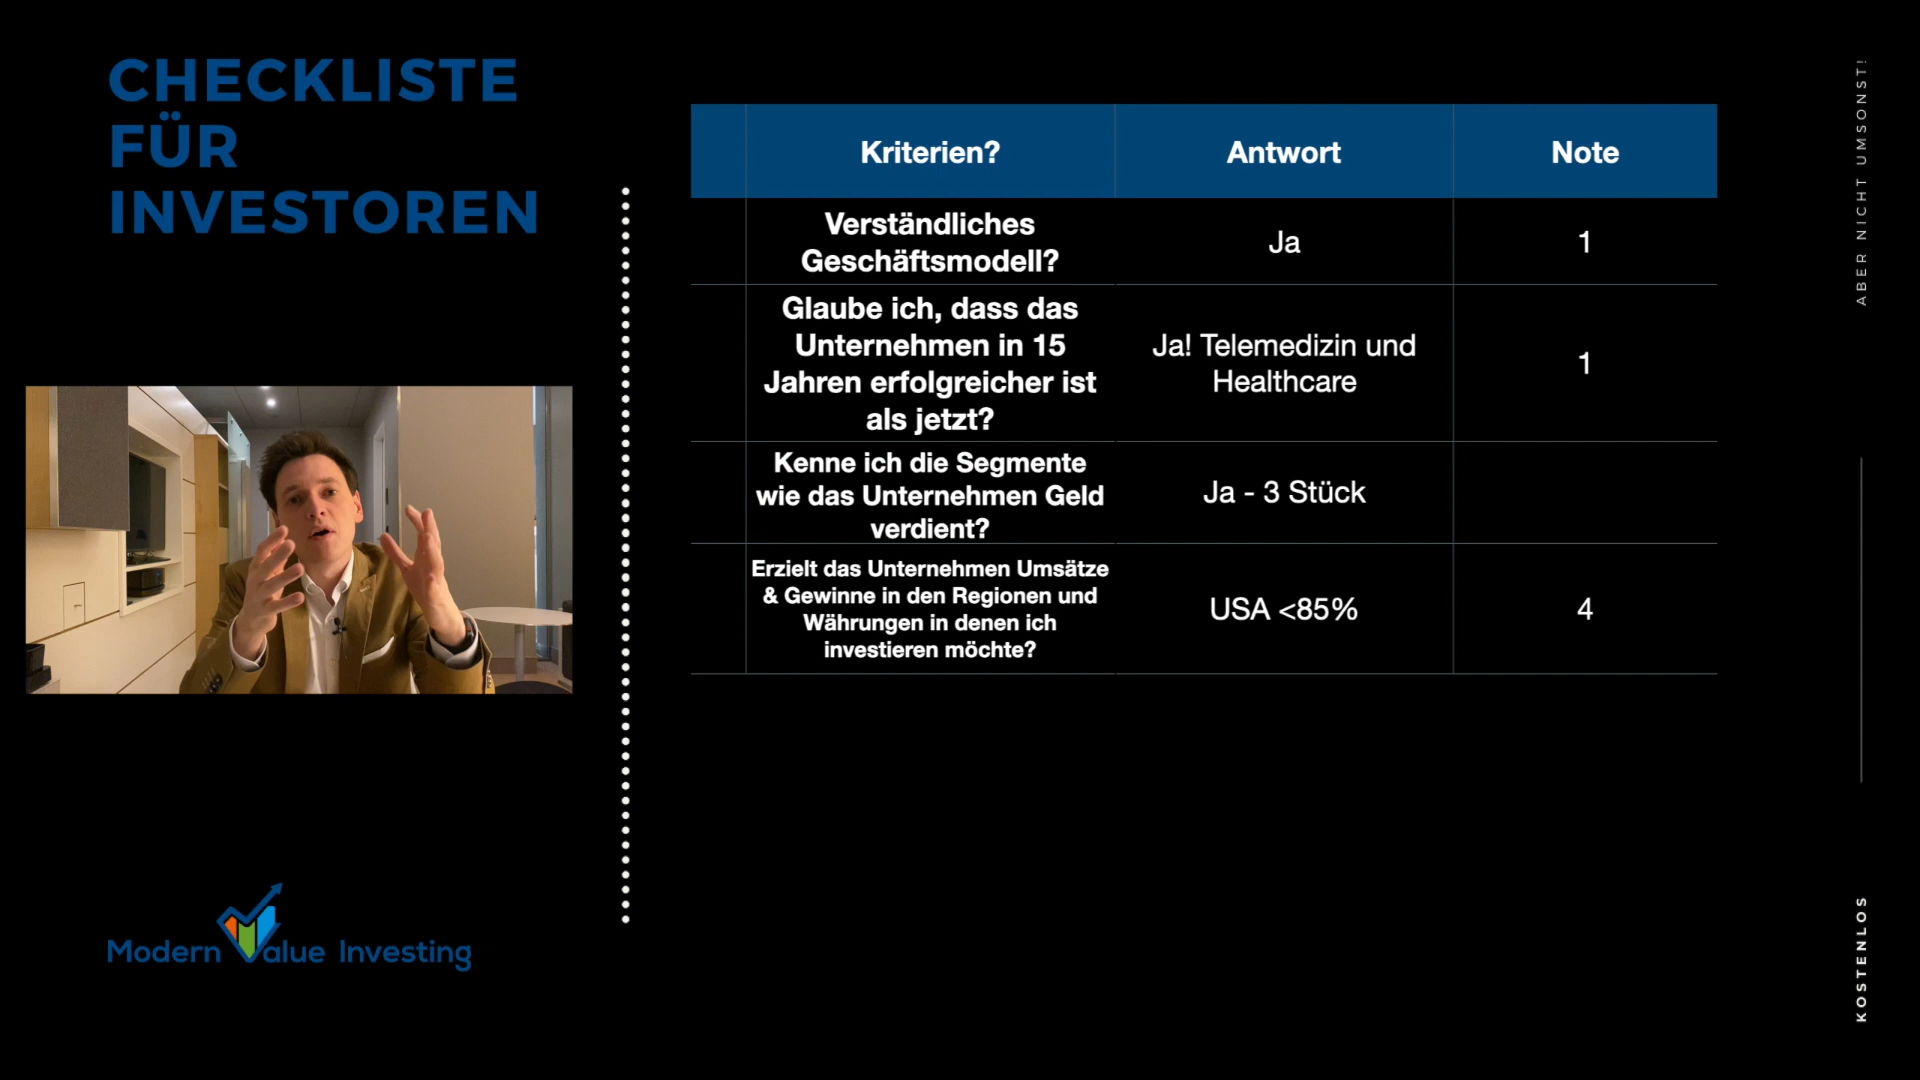 CHECKLISTE
FÜR
INVESTOREN
Kriterien?
Antwort
Note
Verständliches
Geschäftsmodell?
Ja
1
Glaube ich, dass das
Unternehmen in 15
Jahren erfolgreicher ist
als jetzt?
Ja! Telemedizin und
Healthcare
1
Kenne ich die Segmente
wie das Unternehmen Geld
verdient?
Ja - 3 Stück
Erzielt das Unternehmen Umsätze
& Gewinne in den Regionen und
Währungen in denen ich
investieren möchte?
USA <85%
4
Modern Value Investing
ABER NICHT UMSONST!
KOSTENLOS